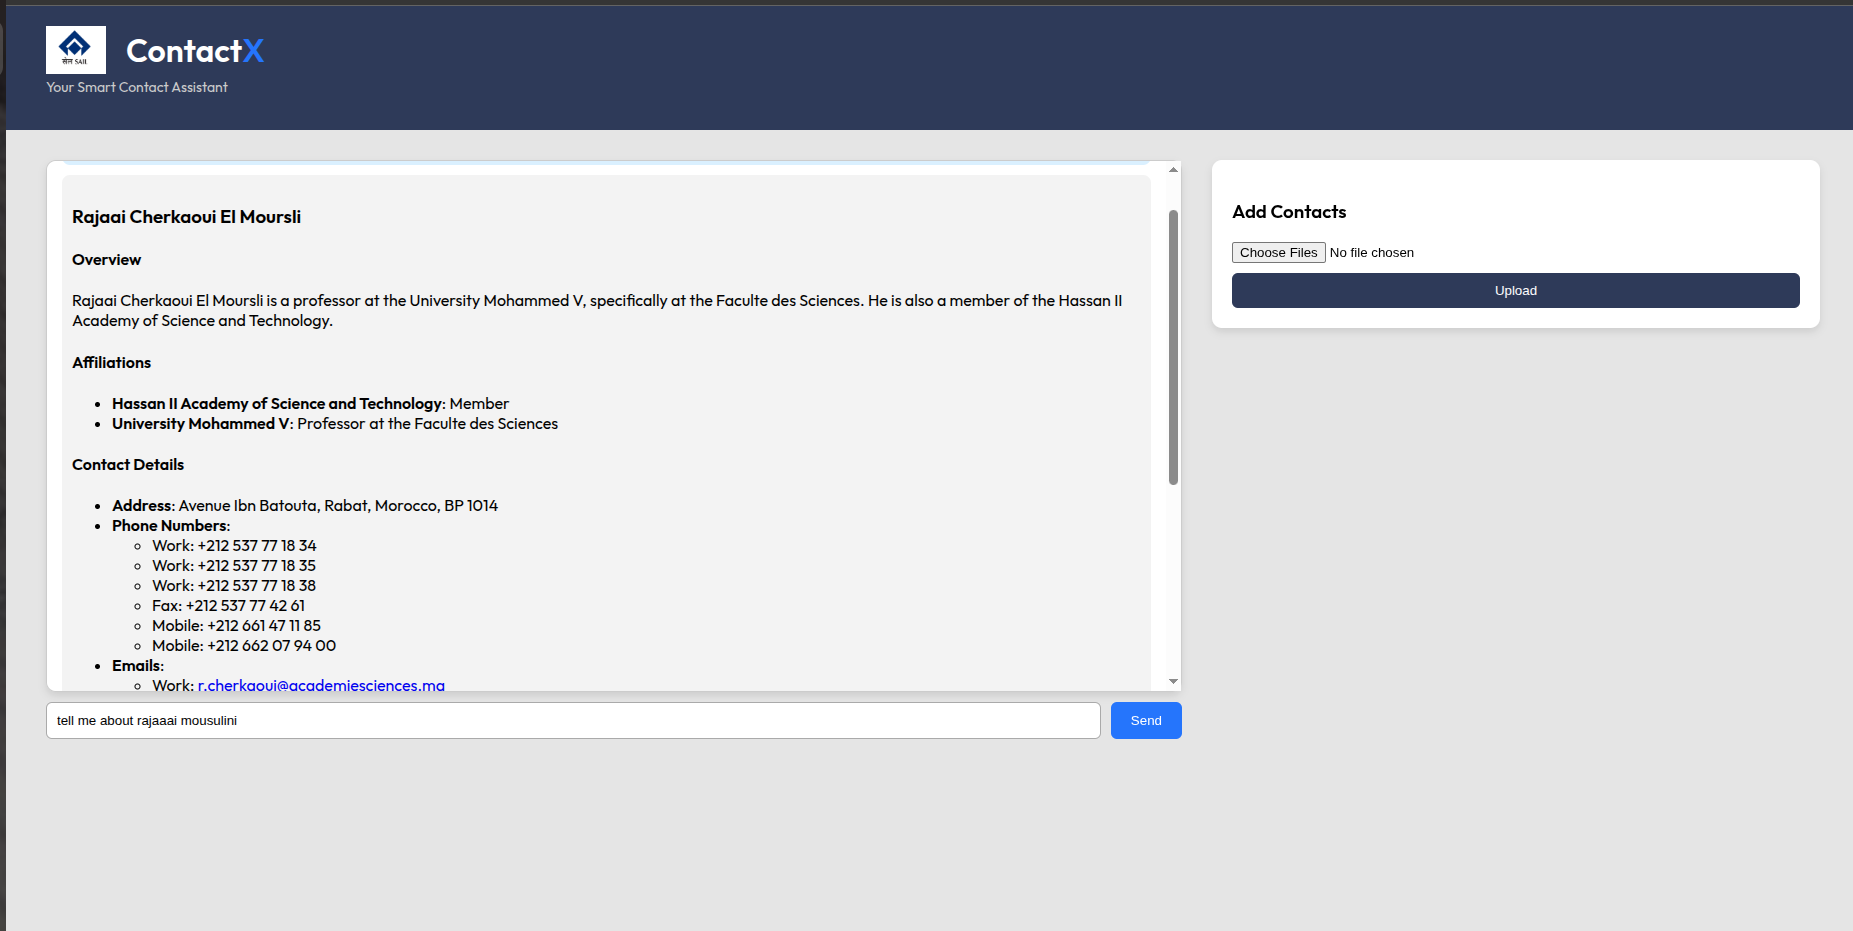 सेल SAIL
ContactX
Your Smart Contact Assistant
Rajaai Cherkaoui El Moursli
Overview
Rajaai Cherkaoui El Moursli is a professor at the University Mohammed V, specifically at the Faculte des Sciences. He is also a member of the Hassan II
Academy of Science and Technology.
Affiliations
Hassan II Academy of Science and Technology: Member
University Mohammed V: Professor at the Faculte des Sciences
Contact Details
Address: Avenue Ibn Batouta, Rabat, Morocco, BP 1014
Phone Numbers:
Work: +212 537 77 18 34
Work: +212 537 77 18 35
Work: +212 537 77 18 38
Fax: +212 537 77 42 61
Mobile: +212 661 47 11 85
Mobile: +212 662 07 94 00
Emails:
Work: r.cherkaoui@academiesciences.ma
tell me about rajaaai mousulini
Send
Add Contacts
Choose Files No file chosen
Upload